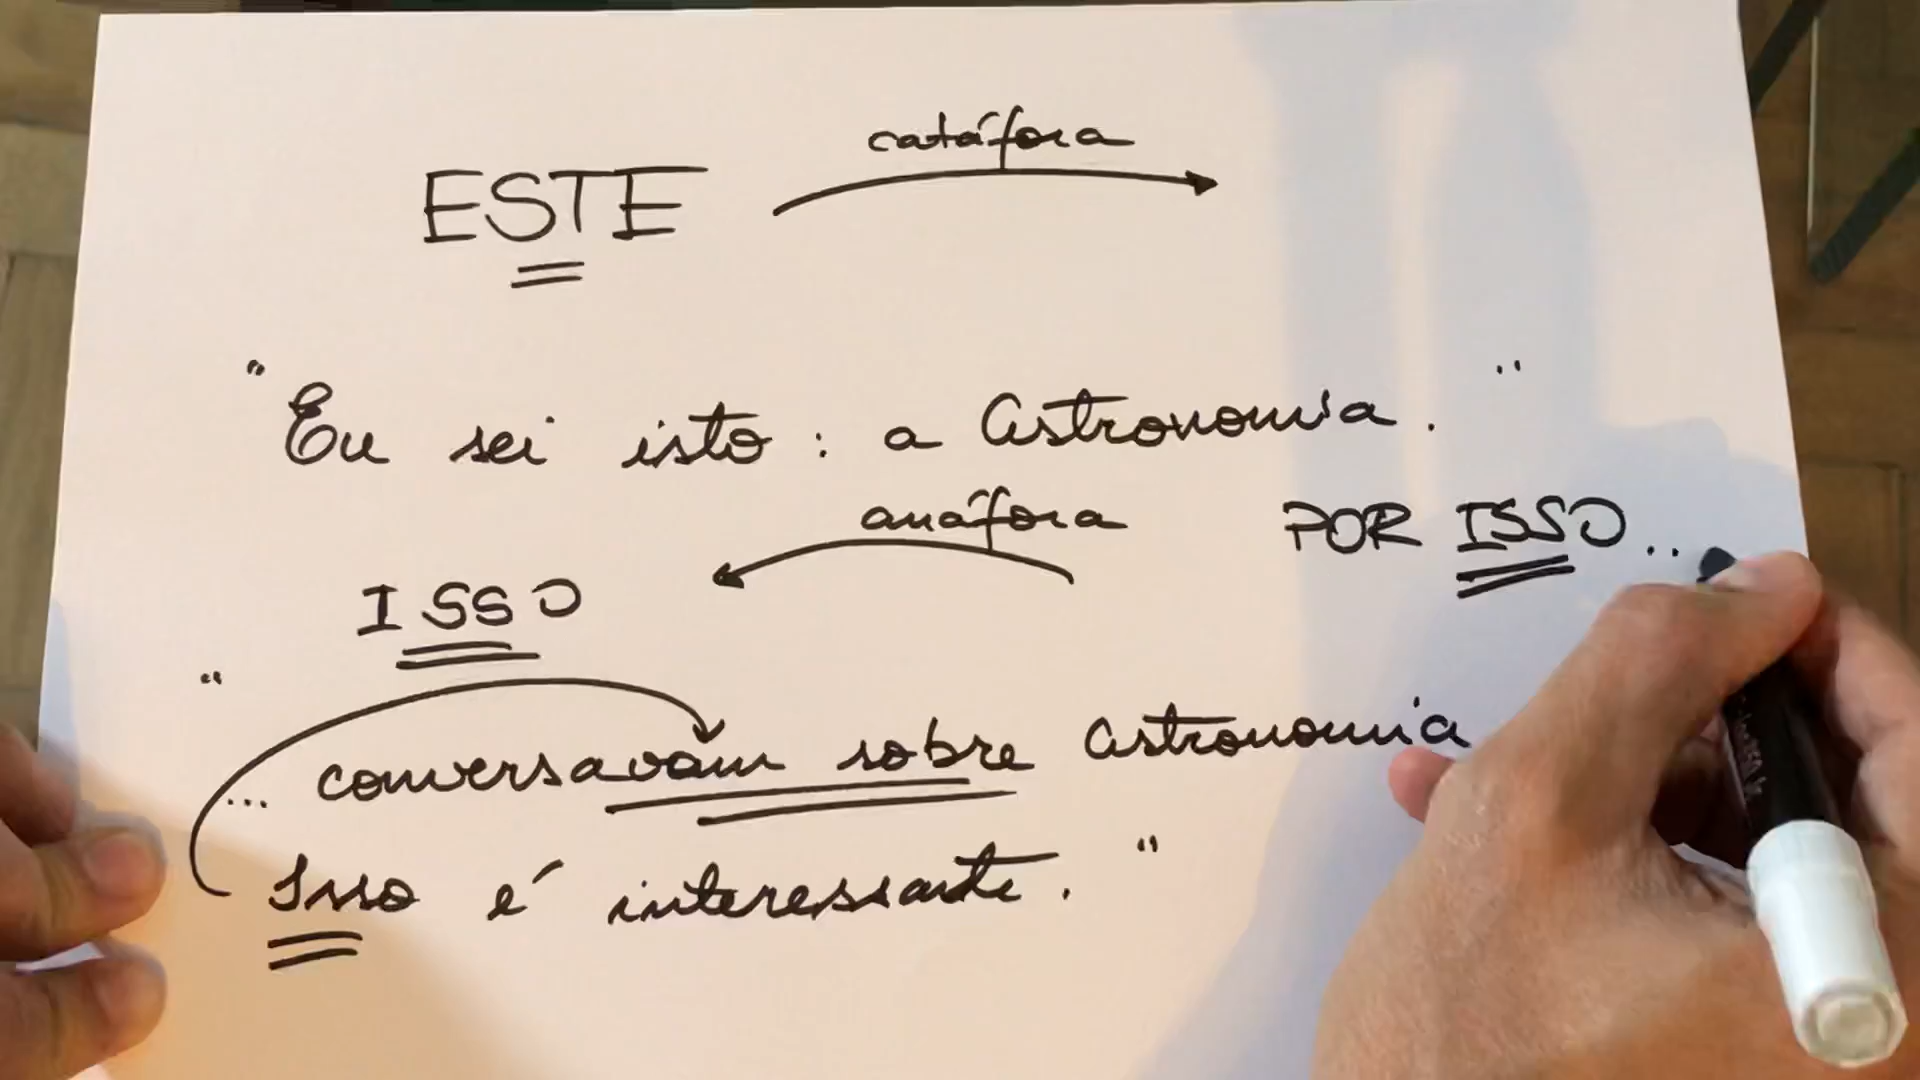 catáfora
ESTE
"Eu sei isto: a Astronomia."
anáfora
POR ISSO...
ISSO
"... conversavam sobre Astronomia
Isso é interessante."